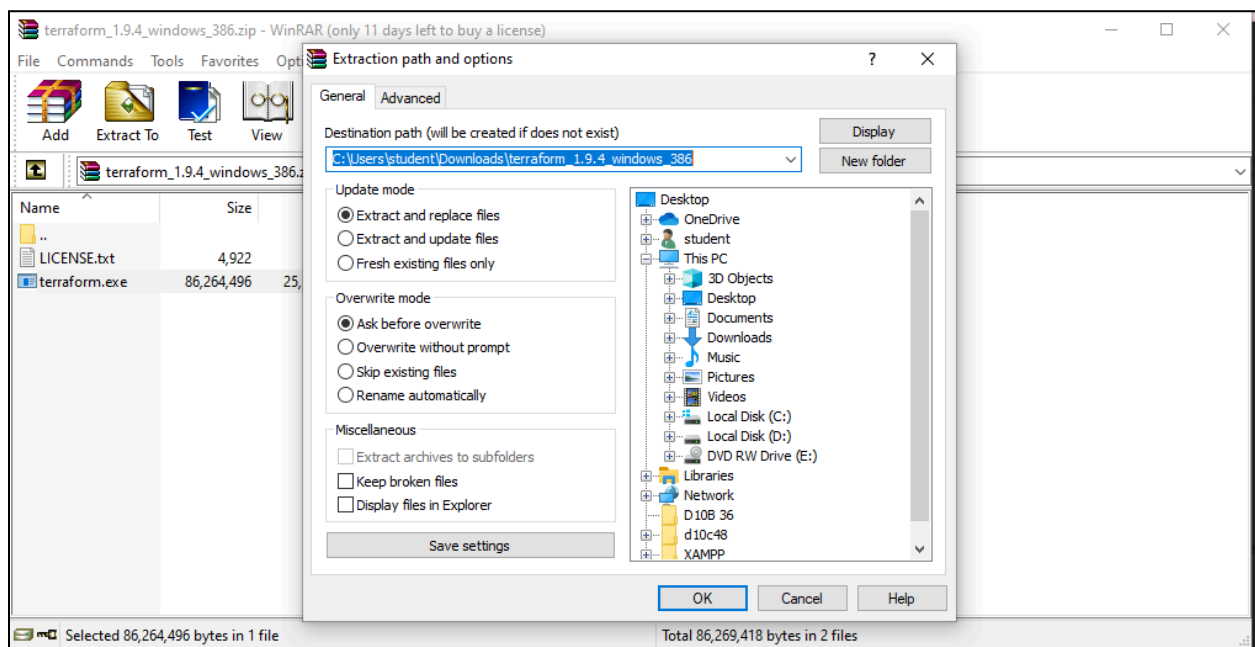 terraform_1.9.4_windows_386.zip - WinRAR (only 11 days left to buy a license)
File Commands Tools Favorites Opti
Add Extract To Test View
terraform_1.9.4_windows_386.z
Name Size
..
LICENSE.txt 4,922
terraform.exe 86,264,496 25,
Selected 86,264,496 bytes in 1 file
Total 86,269,418 bytes in 2 files
Extraction path and options
?
General Advanced
Destination path (will be created if does not exist)
Display
C:\Users\student\Downloads\terraform_1.9.4_windows_386
New folder
Update mode
Extract and replace files
Extract and update files
Fresh existing files only
Overwrite mode
Ask before overwrite
Overwrite without prompt
Skip existing files
Rename automatically
Miscellaneous
Extract archives to subfolders
Keep broken files
Display files in Explorer
Save settings
Desktop
OneDrive
student
This PC
3D Objects
Desktop
Documents
Downloads
Music
Pictures
Videos
Local Disk (C:)
Local Disk (D:)
DVD RW Drive (E:)
Libraries
Network
D10B 36
d10c48
XAMPP
OK Cancel Help